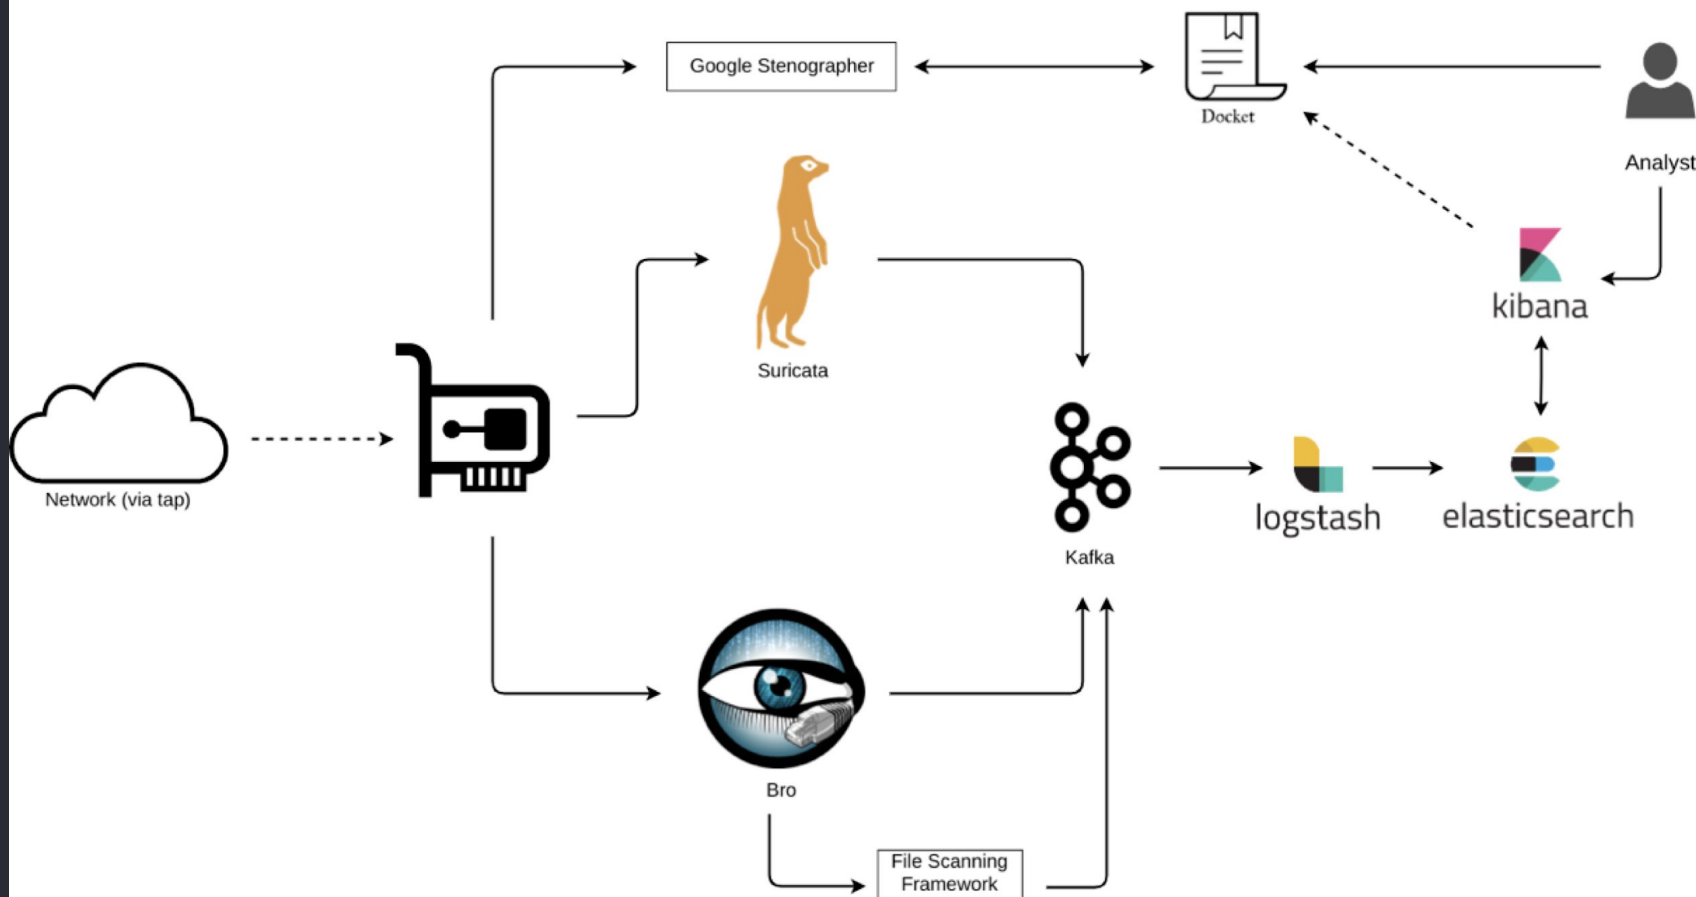 Google Stenographer
Docket
Analyst
Suricata
kibana
Network (via tap)
Kafka
logstash
elasticsearch
Bro
File Scanning
Framework